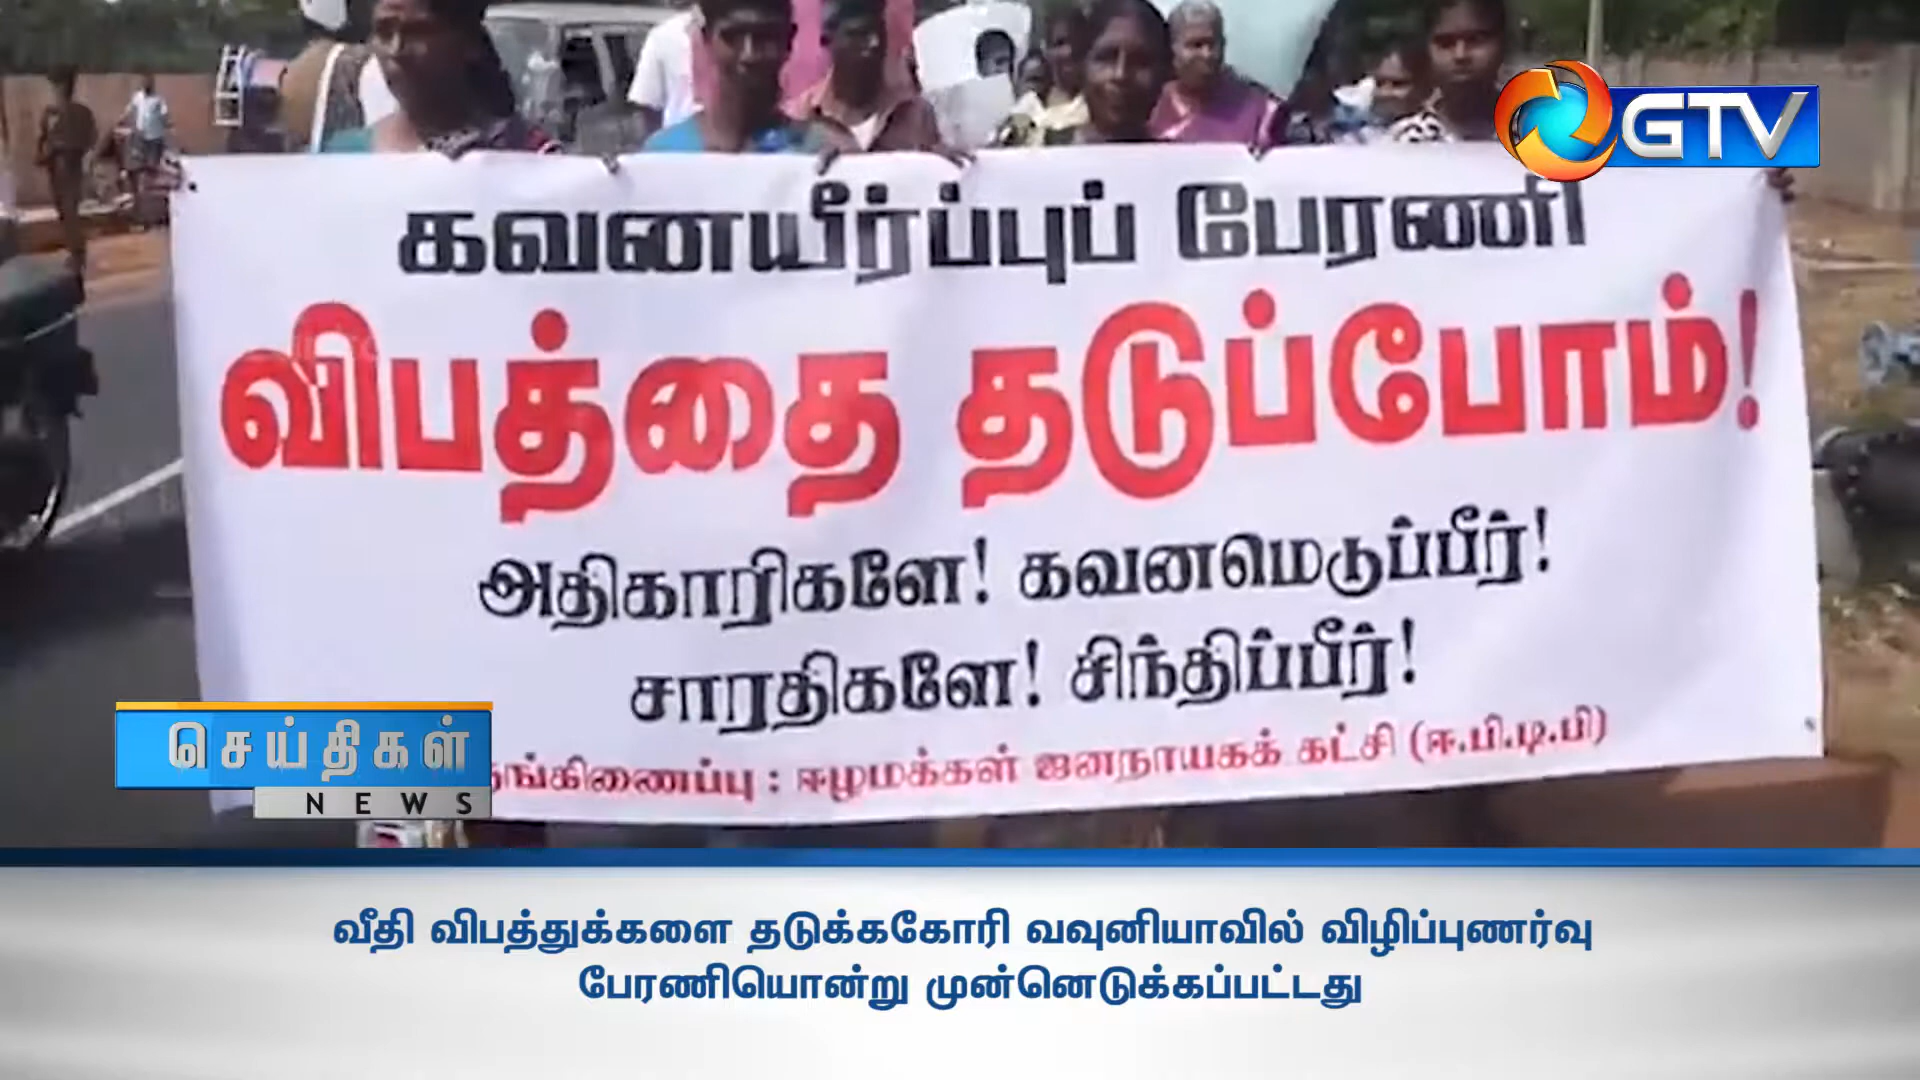 GTV
கவனயீர்ப்புப் பேரணி
விபத்தை தடுப்போம்!
அதிகாரிகளே! கவனமெடுப்பீர்!
சாரதிகளே! சிந்திப்பீர்!
ஈழமக்கள் ஜனநாயகக் கட்சி (ஈ.பி.டி.பி)
செய்திகள்
NEWS
வீதி விபத்துக்களை தடுக்ககோரி வவுனியாவில் விழிப்புணர்வு
பேரணியொன்று முன்னெடுக்கப்பட்டது